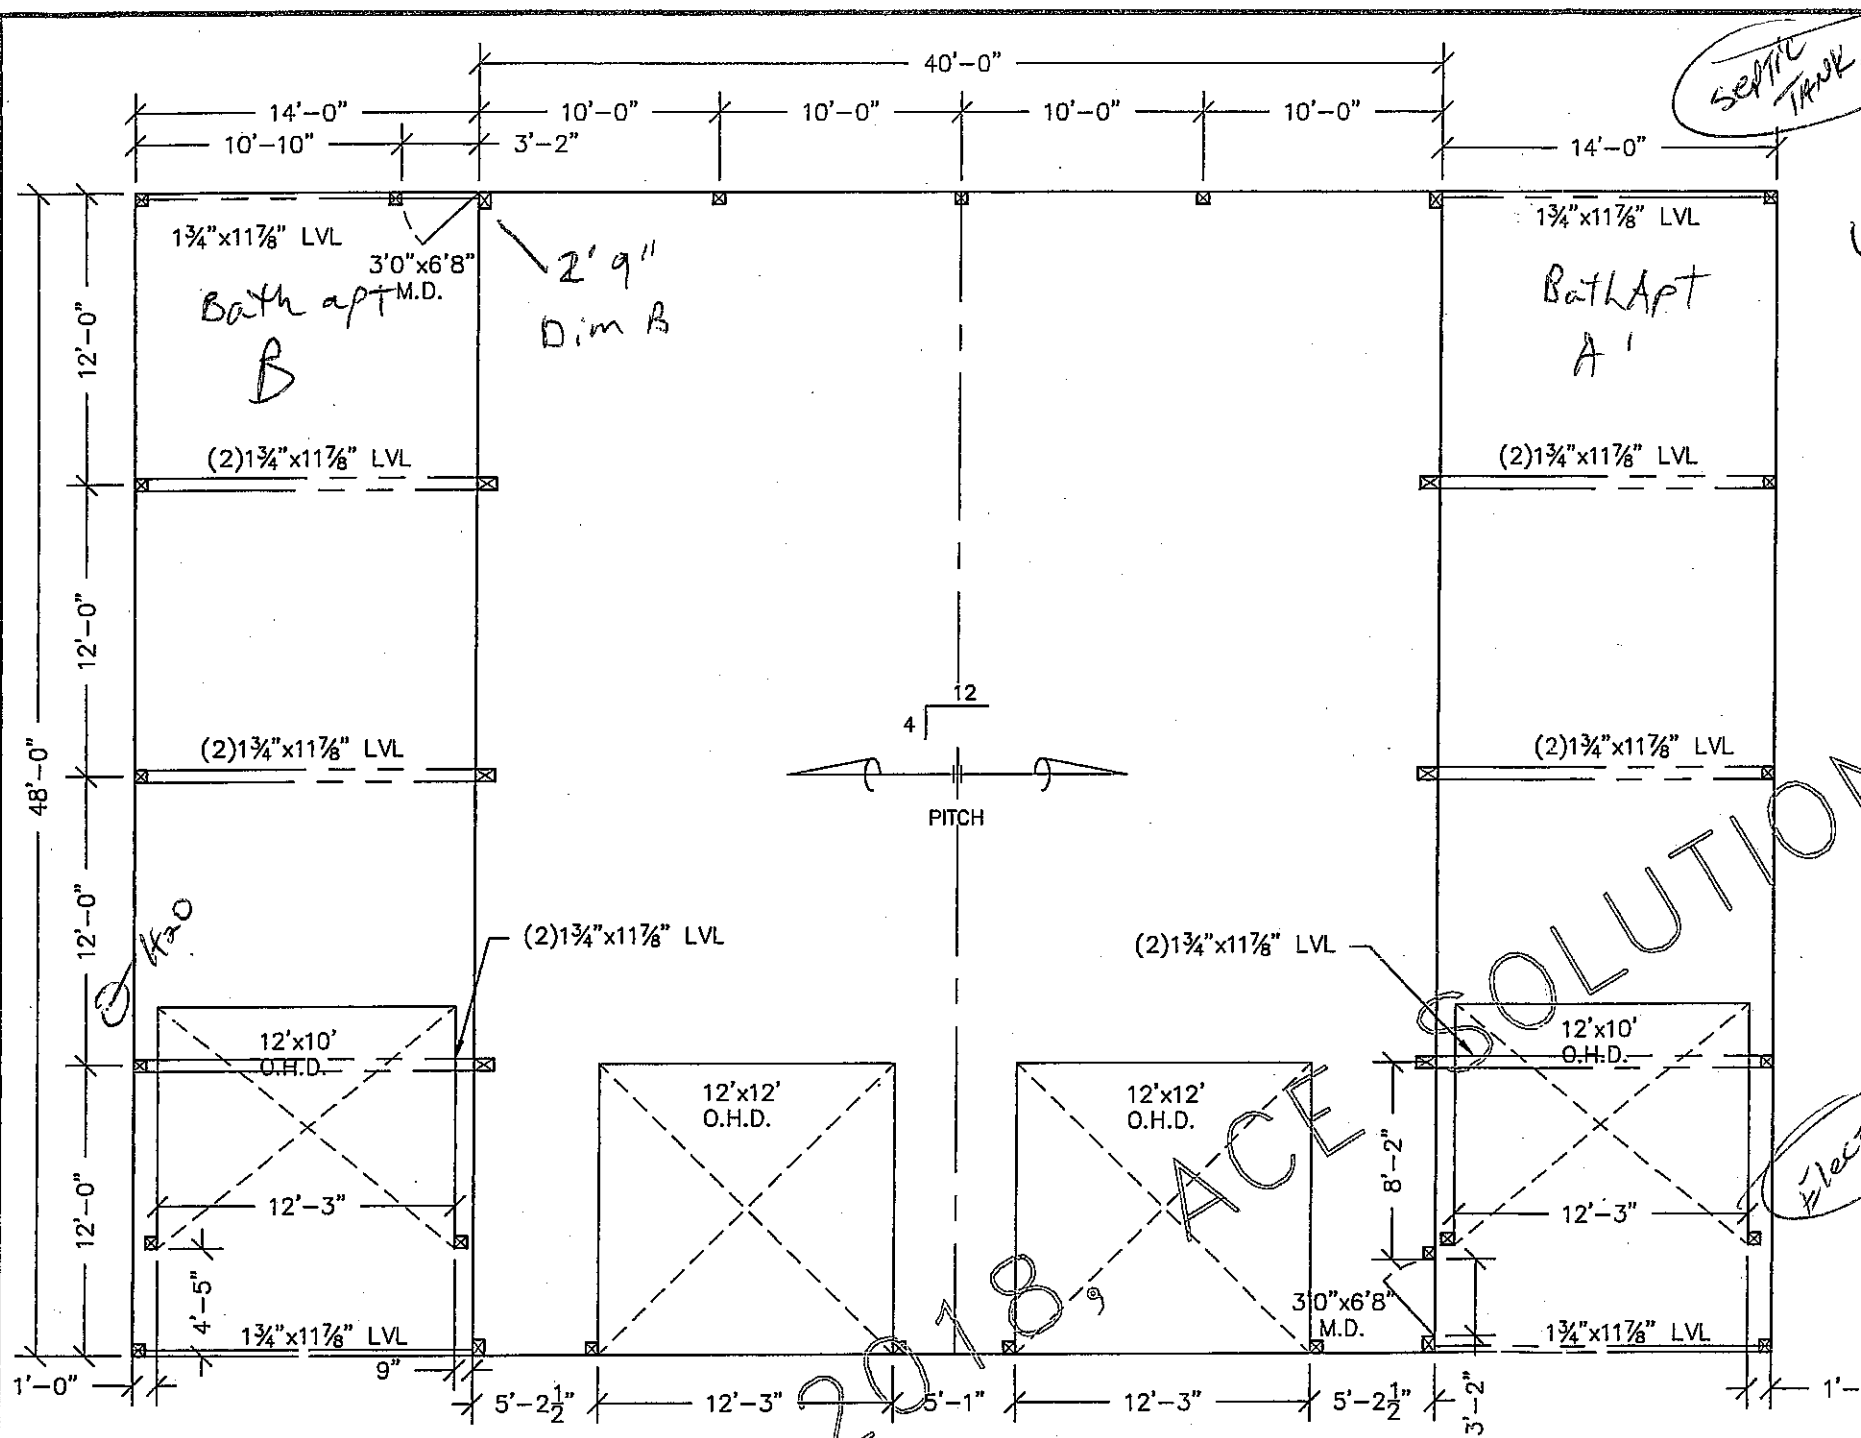 40'-0"
SEPTIC
TANK
14'-0"
10'-0"
10'-0"
10'-0"
10'-0"
10'-10"
3'-2"
14'-0"
1¾"x11⅞" LVL
1¾"x11⅞" LVL
3'0"x6'8"
M.D.
2' 9"
Dim B
Bath apt
B
Bath Apt
A
12'-0"
(2)1¾"x11⅞" LVL
(2)1¾"x11⅞" LVL
12'-0"
12
4
48'-0"
(2)1¾"x11⅞" LVL
(2)1¾"x11⅞" LVL
PITCH
12'-0"
H20
(2)1¾"x11⅞" LVL
(2)1¾"x11⅞" LVL
12'x10'
O.H.D.
12'x12'
O.H.D.
12'x12'
O.H.D.
12'x10'
O.H.D.
12'-0"
8'-2"
12'-3"
12'-3"
Elec
4'-5"
3'0"x6'8"
M.D.
1¾"x11⅞" LVL
1¾"x11⅞" LVL
1'-0"
9"
5'-2½"
12'-3"
5'-1"
12'-3"
5'-2½"
3'-2"
1'-
2018, ACE SOLUTION